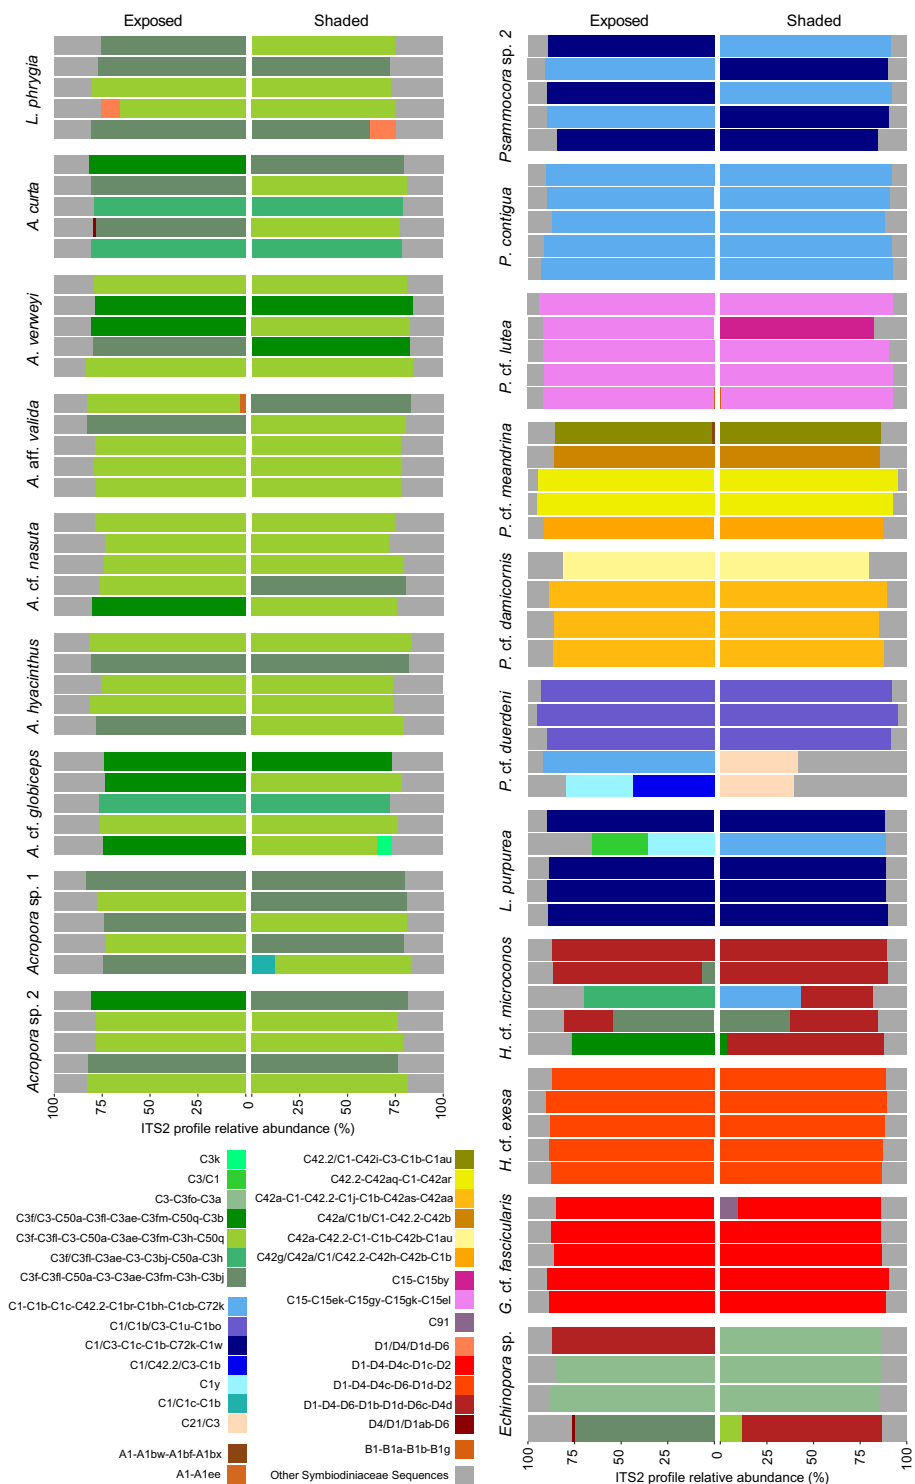 Exposed
Shaded
L. phrygia
A. curta
A. verweyi
A. aff. valida
A. cf. nasuta
A. hyacinthus
A. cf. globiceps
Acropora sp. 1
Acropora sp. 2
100
75
50
25
0
25
50
75
100
ITS2 profile relative abundance (%)
C3k
C3/C1
C3-C3fo-C3a
C3f/C3-C50a-C3fl-C3ae-C3fm-C50q-C3b
C3f-C3fl-C3-C50a-C3ae-C3fm-C3h-C50q
C3f/C3fl-C3ae-C3-C3bj-C50a-C3h
C3f-C3fl-C50a-C3-C3ae-C3fm-C3h-C3bj
C1-C1b-C1c-C42.2-C1br-C1bh-C1cb-C72k
C1/C1b/C3-C1u-C1bo
C1/C3-C1c-C1b-C72k-C1w
C1/C42.2/C3-C1b
C1y
C1/C1c-C1b
C21/C3
A1-A1bw-A1bf-A1bx
A1-A1ee
C42.2/C1-C42i-C3-C1b-C1au
C42.2-C42aq-C1-C42ar
C42a-C1-C42.2-C1j-C1b-C42as-C42aa
C42a/C1b/C1-C42.2-C42b
C42a-C42.2-C1-C1b-C42b-C1au
C42g/C42a/C1/C42.2-C42h-C42b-C1b
C15-C15by
C15-C15ek-C15gy-C15gk-C15el
C91
D1/D4/D1d-D6
D1-D4-D4c-D1c-D2
D1-D4-D4c-D6-D1d-D2
D1-D4-D6-D1b-D1d-D6c-D4d
D4/D1/D1ab-D6
B1-B1a-B1b-B1g
Other Symbiodiniaceae Sequences
Exposed
Shaded
Psammocora sp. 2
P. contigua
P. cf. lutea
P. cf. meandrina
P. cf. damicornis
P. cf. duerdeni
L. purpurea
H. cf. microconos
H. cf. exesa
G. cf. fascicularis
Echinopora sp.
100
75
50
25
0
25
50
75
100
ITS2 profile relative abundance (%)